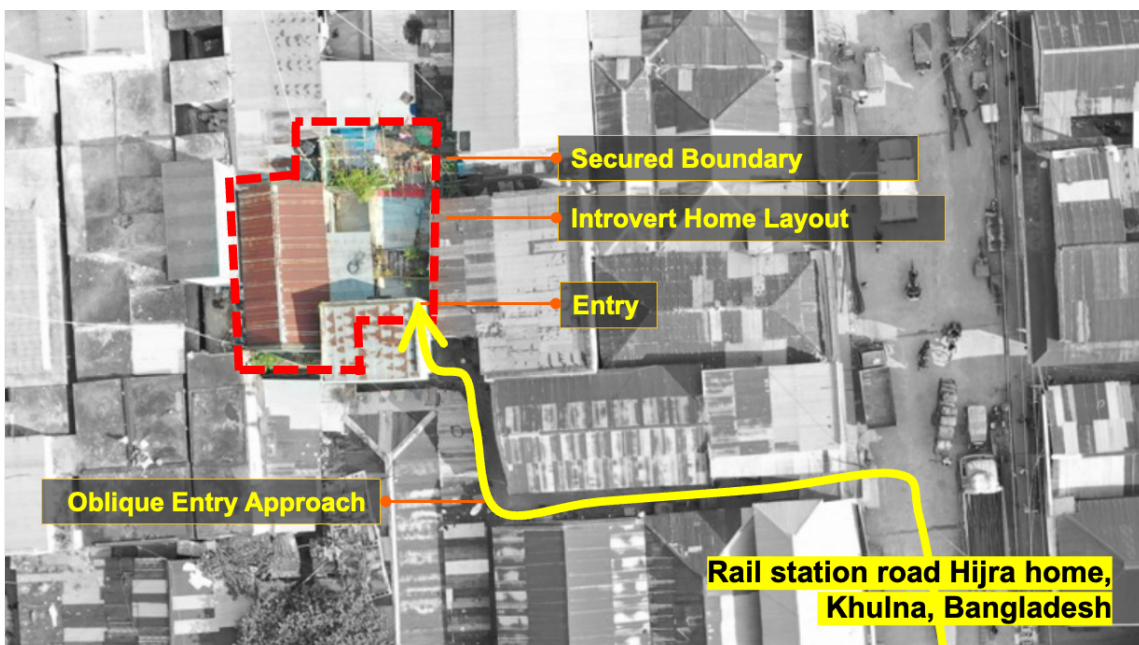 Secured Boundary
Introvert Home Layout
Entry
Oblique Entry Approach
Rail station road Hijra home,
Khulna, Bangladesh